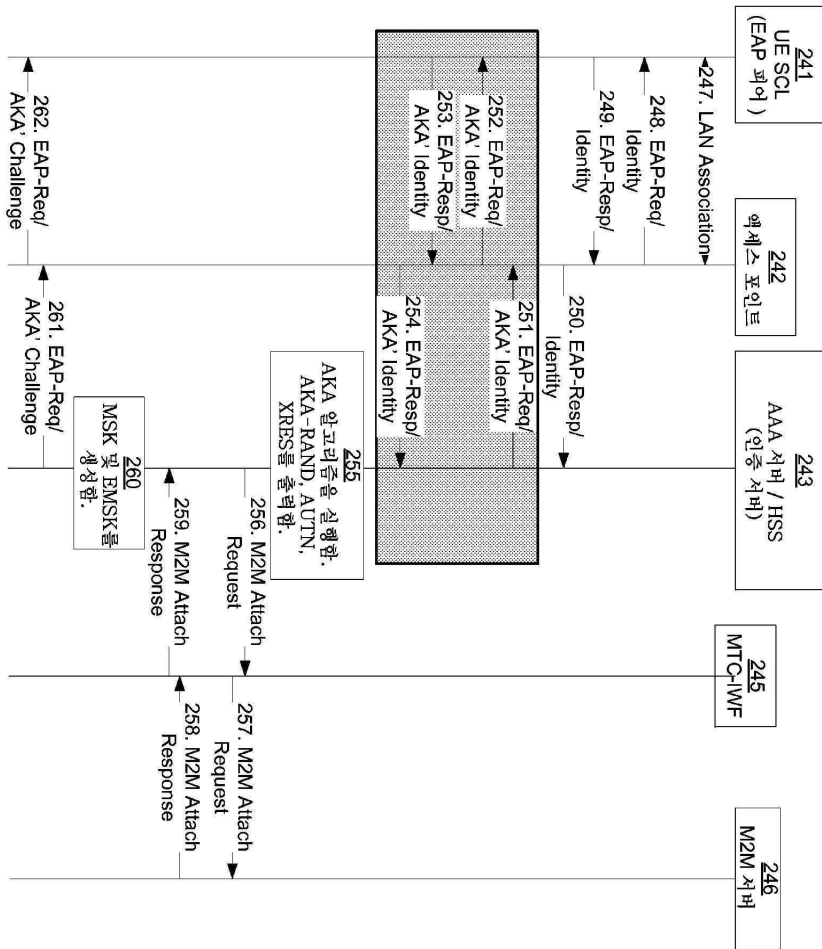 241
UE SCL
(EAP 피어)
242
액세스 포인트
243
AAA 서버 / HSS
(인증 서버)
245
MTC-IWF
246
M2M 서버
247. LAN Association
248. EAP-Req/
Identity
249. EAP-Resp/
Identity
250. EAP-Resp/
Identity
251. EAP-Req/
AKA' Identity
252. EAP-Req/
AKA' Identity
253. EAP-Resp/
AKA' Identity
254. EAP-Resp/
AKA' Identity
255
AKA 알고리즘을 실행함.
AKA-RAND, AUTN,
XRES를 출력함.
256. M2M Attach
Request
257. M2M Attach
Request
258. M2M Attach
Response
259. M2M Attach
Response
260
MSK 및 EMSK를
생성함.
261. EAP-Req/
AKA' Challenge
262. EAP-Req/
AKA' Challenge